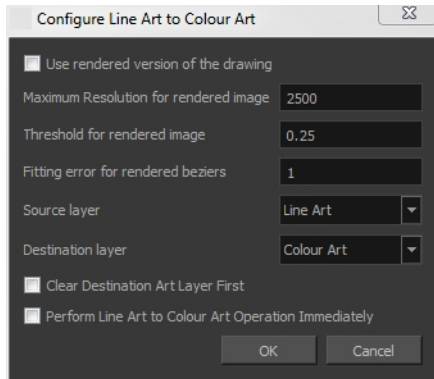 Configure Line Art to Colour Art
Use rendered version of the drawing
Maximum Resolution for rendered image 2500
Threshold for rendered image 0.25
Fitting error for rendered beziers 1
Source layer Line Art
Destination layer Colour Art
Clear Destination Art Layer First
Perform Line Art to Colour Art Operation Immediately
OK Cancel